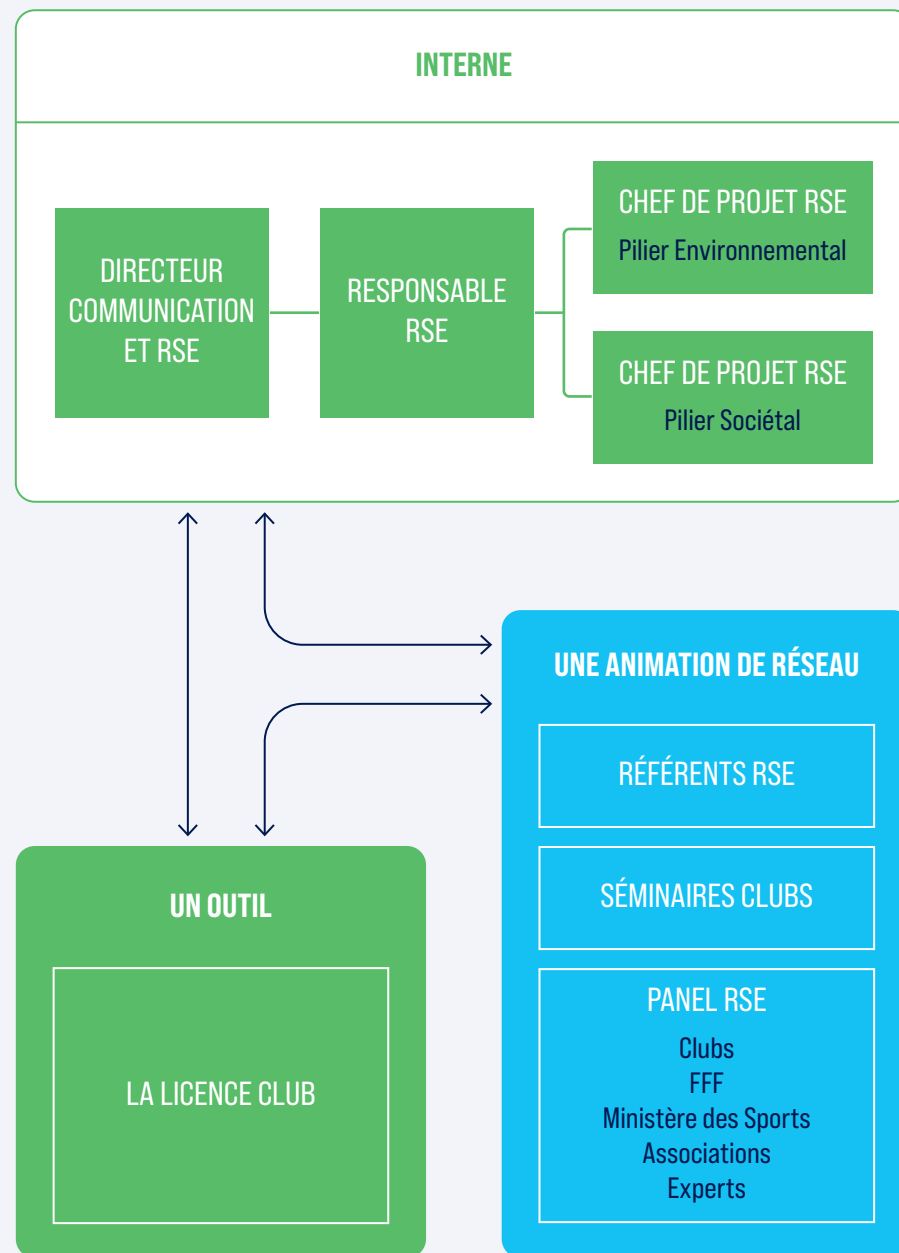 INTERNE
DIRECTEUR
COMMUNICATION
ET RSE
RESPONSABLE
RSE
CHEF DE PROJET RSE
Pilier Environnemental
CHEF DE PROJET RSE
Pilier Sociétal
UN OUTIL
LA LICENCE CLUB
UNE ANIMATION DE RÉSEAU
RÉFÉRENTS RSE
SÉMINAIRES CLUBS
PANEL RSE
Clubs
FFF
Ministère des Sports
Associations
Experts